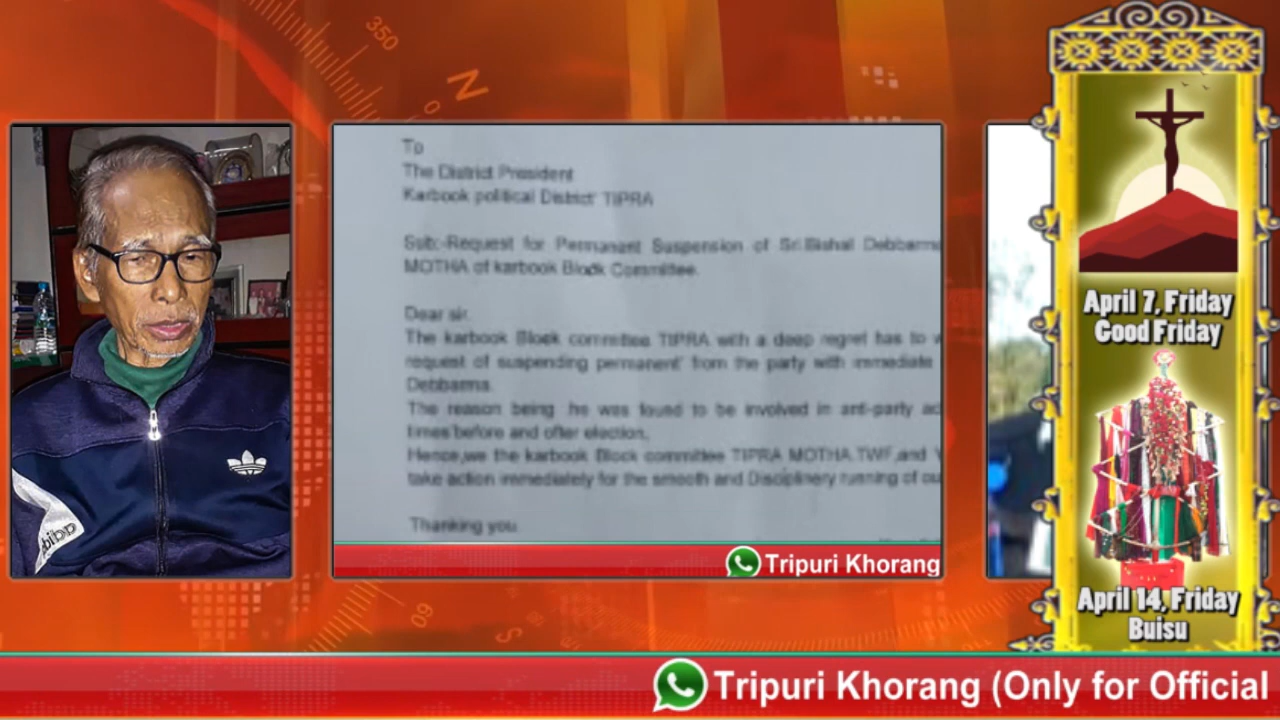 350
N
0
To
The District President
Karbook political District TIPRA
Sub:-Request for Permanent Suspension of Sri.Bishal Debbarma
MOTHA of karbook Block Committee.
Dear sir.
The karbook Block committee TIPRA with a deep regret has to
request of suspending permanent' from the party with immediate
Debbarma.
The reason being he was found to be involved in anti-party
times before and ofter election,
Hence,we the karbook Block committee TIPRA MOTHA.TWF,and
take action immediately for the smooth and Disciplinery running of
Thanking you
Tripuri Khorang
April 7, Friday
Good Friday
April 14, Friday
Buisu
60
S
Tripuri Khorang (Only for Official